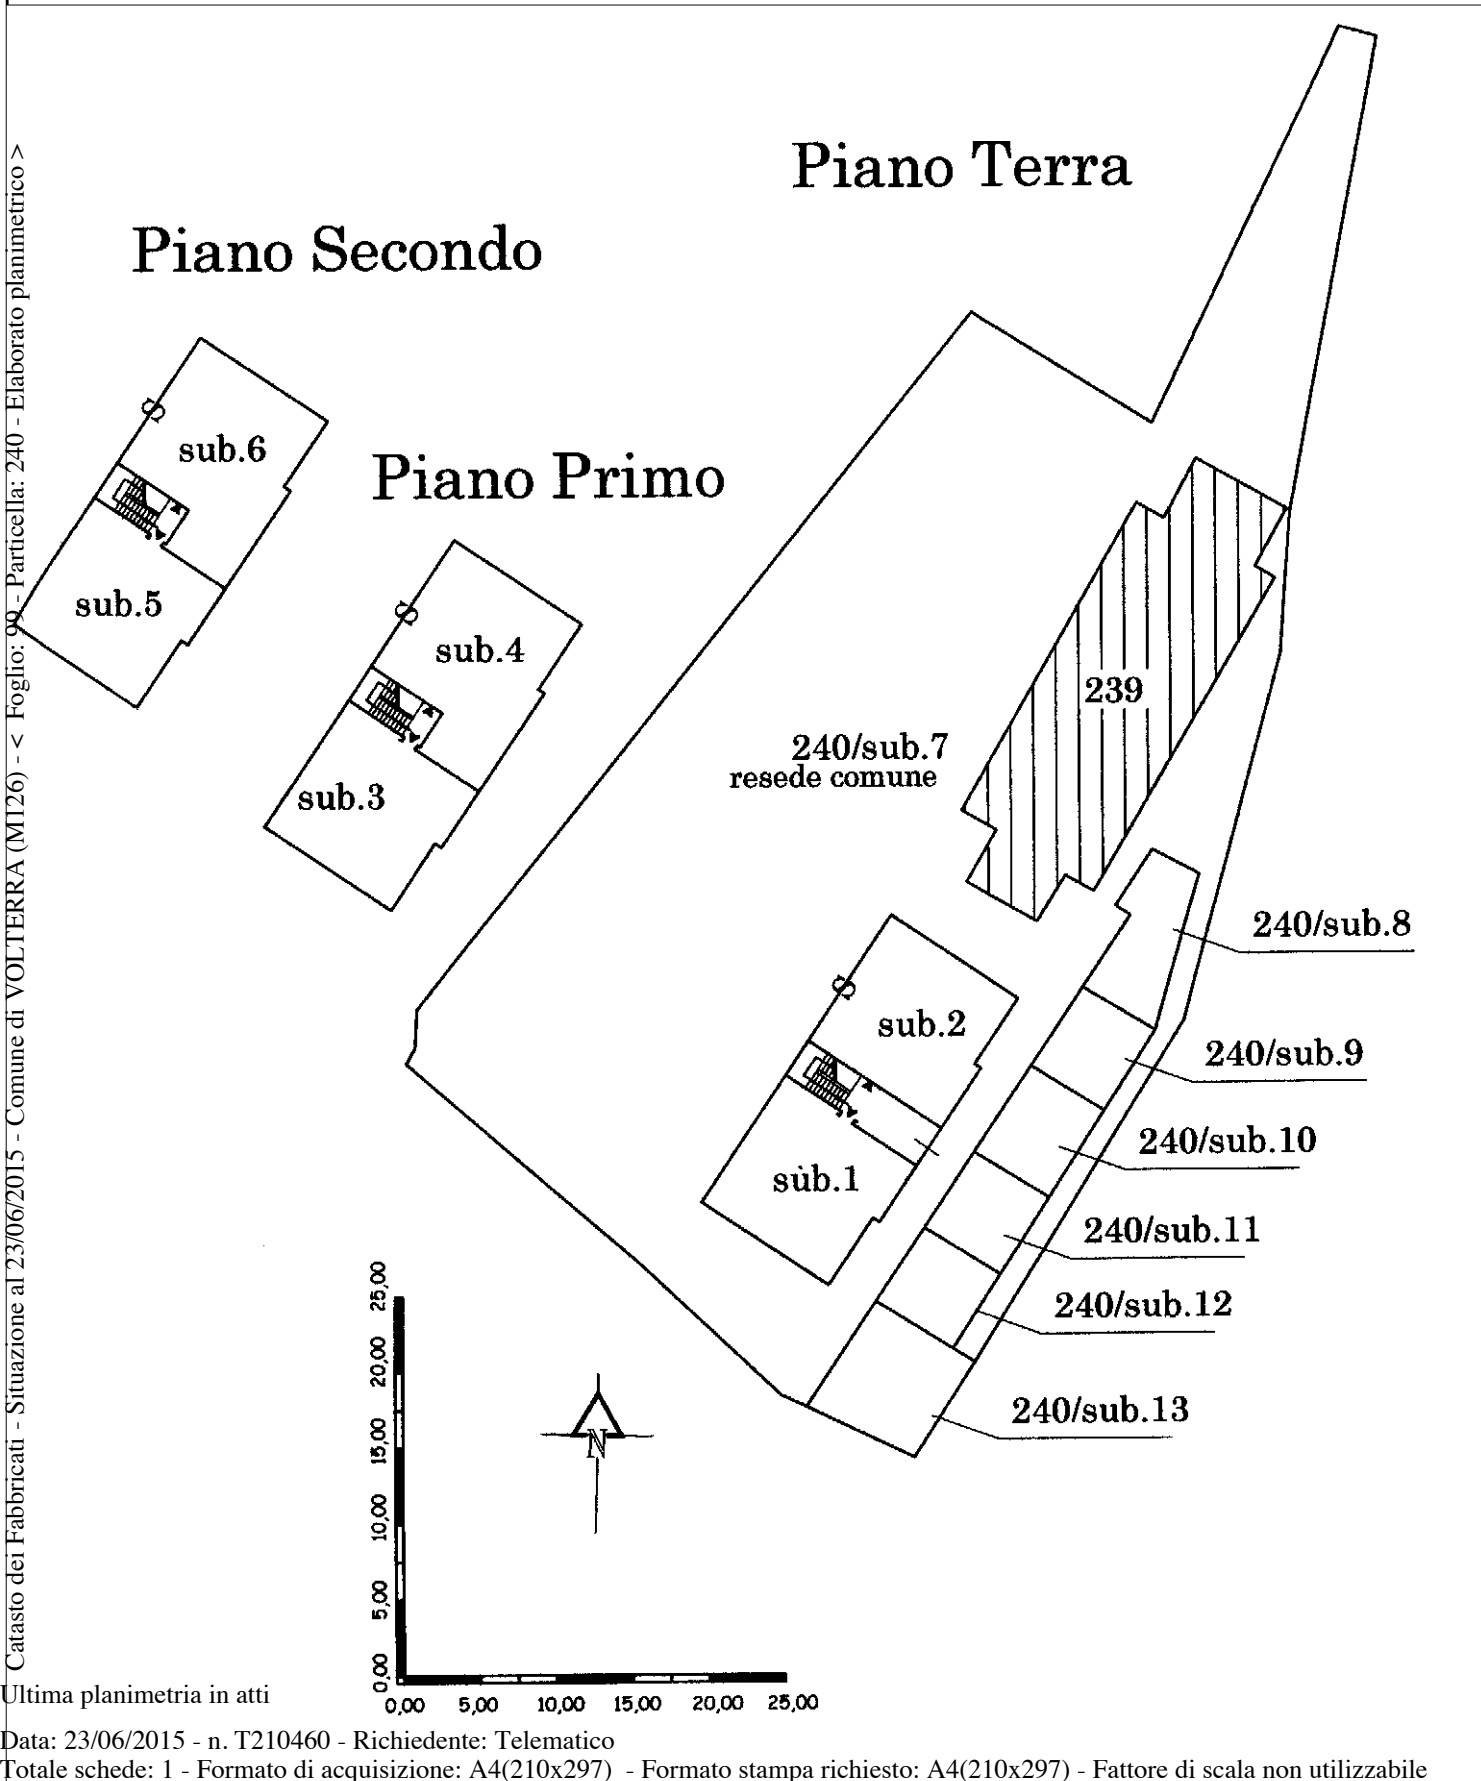 Piano Terra
Piano Secondo
Piano Primo
sub.6
sub.5
S
sub.4
sub.3
S
239
240/sub.7
resede comune
sub.2
sub.1
S
240/sub.8
240/sub.9
240/sub.10
240/sub.11
240/sub.12
240/sub.13
N
25,00
20,00
15,00
10,00
5,00
0,00
0,00 5,00 10,00 15,00 20,00 25,00
Catasto dei Fabbricati - Situazione al 23/06/2015 - Comune di VOLTERRA (M126) - < Foglio: 99 - Particella: 240 - Elaborato planimetrico >
Ultima planimetria in atti
Data: 23/06/2015 - n. T210460 - Richiedente: Telematico
Totale schede: 1 - Formato di acquisizione: A4(210x297) - Formato stampa richiesto: A4(210x297) - Fattore di scala non utilizzabile